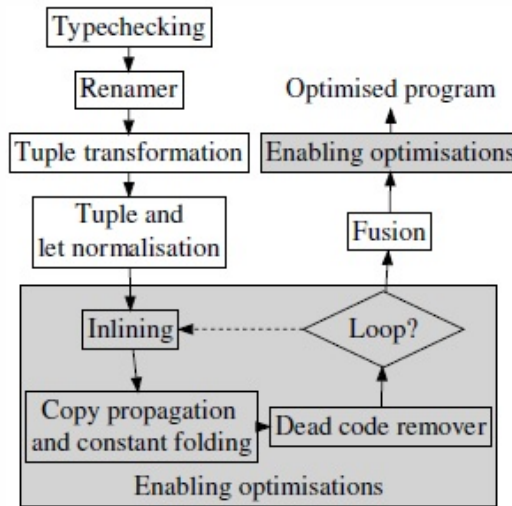 Typechecking
Renamer
Tuple transformation
Tuple and
let normalisation
Optimised program
Enabling optimisations
Fusion
Inlining
Loop?
Copy propagation
and constant folding
Dead code remover
Enabling optimisations